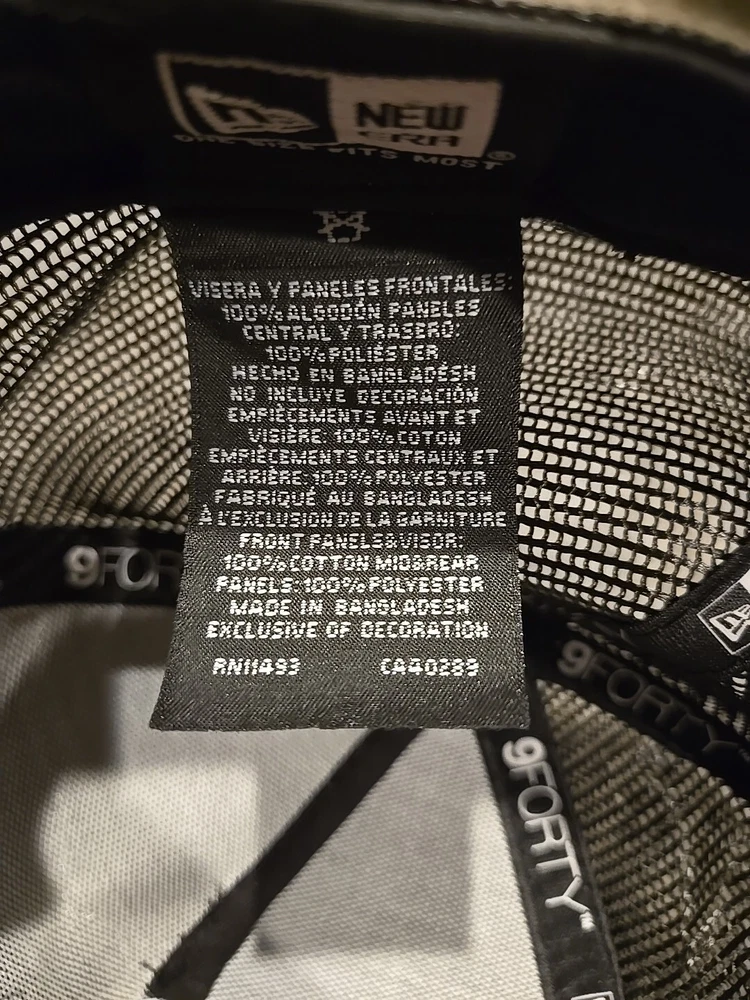 NEW
ERA®
ONE SIZE FITS MOST
VISERA Y PANELES FRONTALES:
100% ALGODÓN PANELES
CENTRAL Y TRASERO:
100% POLIÉSTER
HECHO EN BANGLADÉSH
NO INCLUYE DECORACIÓN
EMPIÈCEMENTS AVANT ET
VISIÈRE: 100% COTON
EMPIÈCEMENTS CENTRAUX ET
ARRIÈRE: 100% POLYESTER
FABRIQUÉ AU BANGLADESH
À L'EXCLUSION DE LA GARNITURE
FRONT PANELS&VISOR:
100% COTTON MID&REAR
PANELS: 100% POLYESTER
MADE IN BANGLADESH
EXCLUSIVE OF DECORATION
RN11493 CA40289
9FOR
9FORTY
9FORTY™